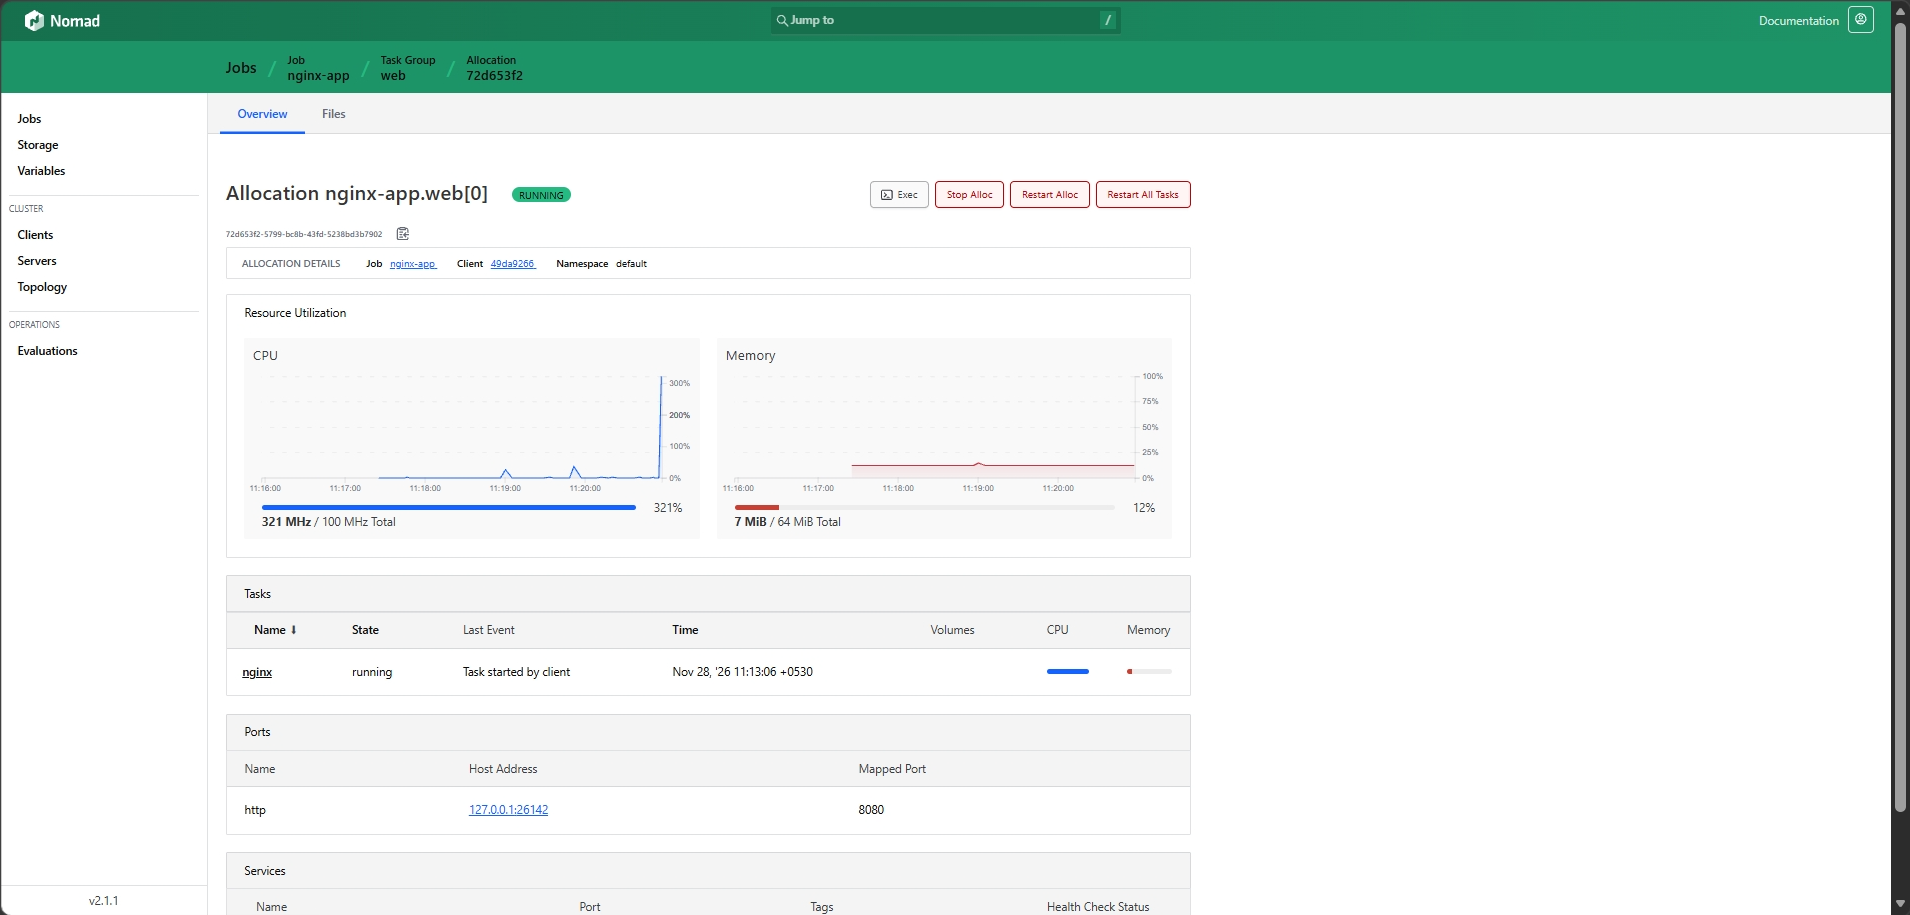 Nomad
Jump to /
Documentation
Jobs / Job nginx-app / Task Group web / Allocation 72d653f2
Jobs
Storage
Variables
CLUSTER
Clients
Servers
Topology
OPERATIONS
Evaluations
v2.1.1
Overview Files
Allocation nginx-app.web[0] RUNNING
Exec Stop Alloc Restart Alloc Restart All Tasks
72d653f2-5799-bc8b-43fd-5238bd3b7902
ALLOCATION DETAILS Job nginx-app Client 49da9266 Namespace default
Resource Utilization
CPU
300%
200%
100%
0%
11:16:00 11:17:00 11:18:00 11:19:00 11:20:00
321%
321 MHz / 100 MHz Total
Memory
100%
75%
50%
25%
0%
11:16:00 11:17:00 11:18:00 11:19:00 11:20:00
12%
7 MiB / 64 MiB Total
Tasks
Name State Last Event Time Volumes CPU Memory
nginx running Task started by client Nov 28, '26 11:13:06 +0530
Ports
Name Host Address Mapped Port
http 127.0.0.1:26142 8080
Services
Name Port Tags Health Check Status